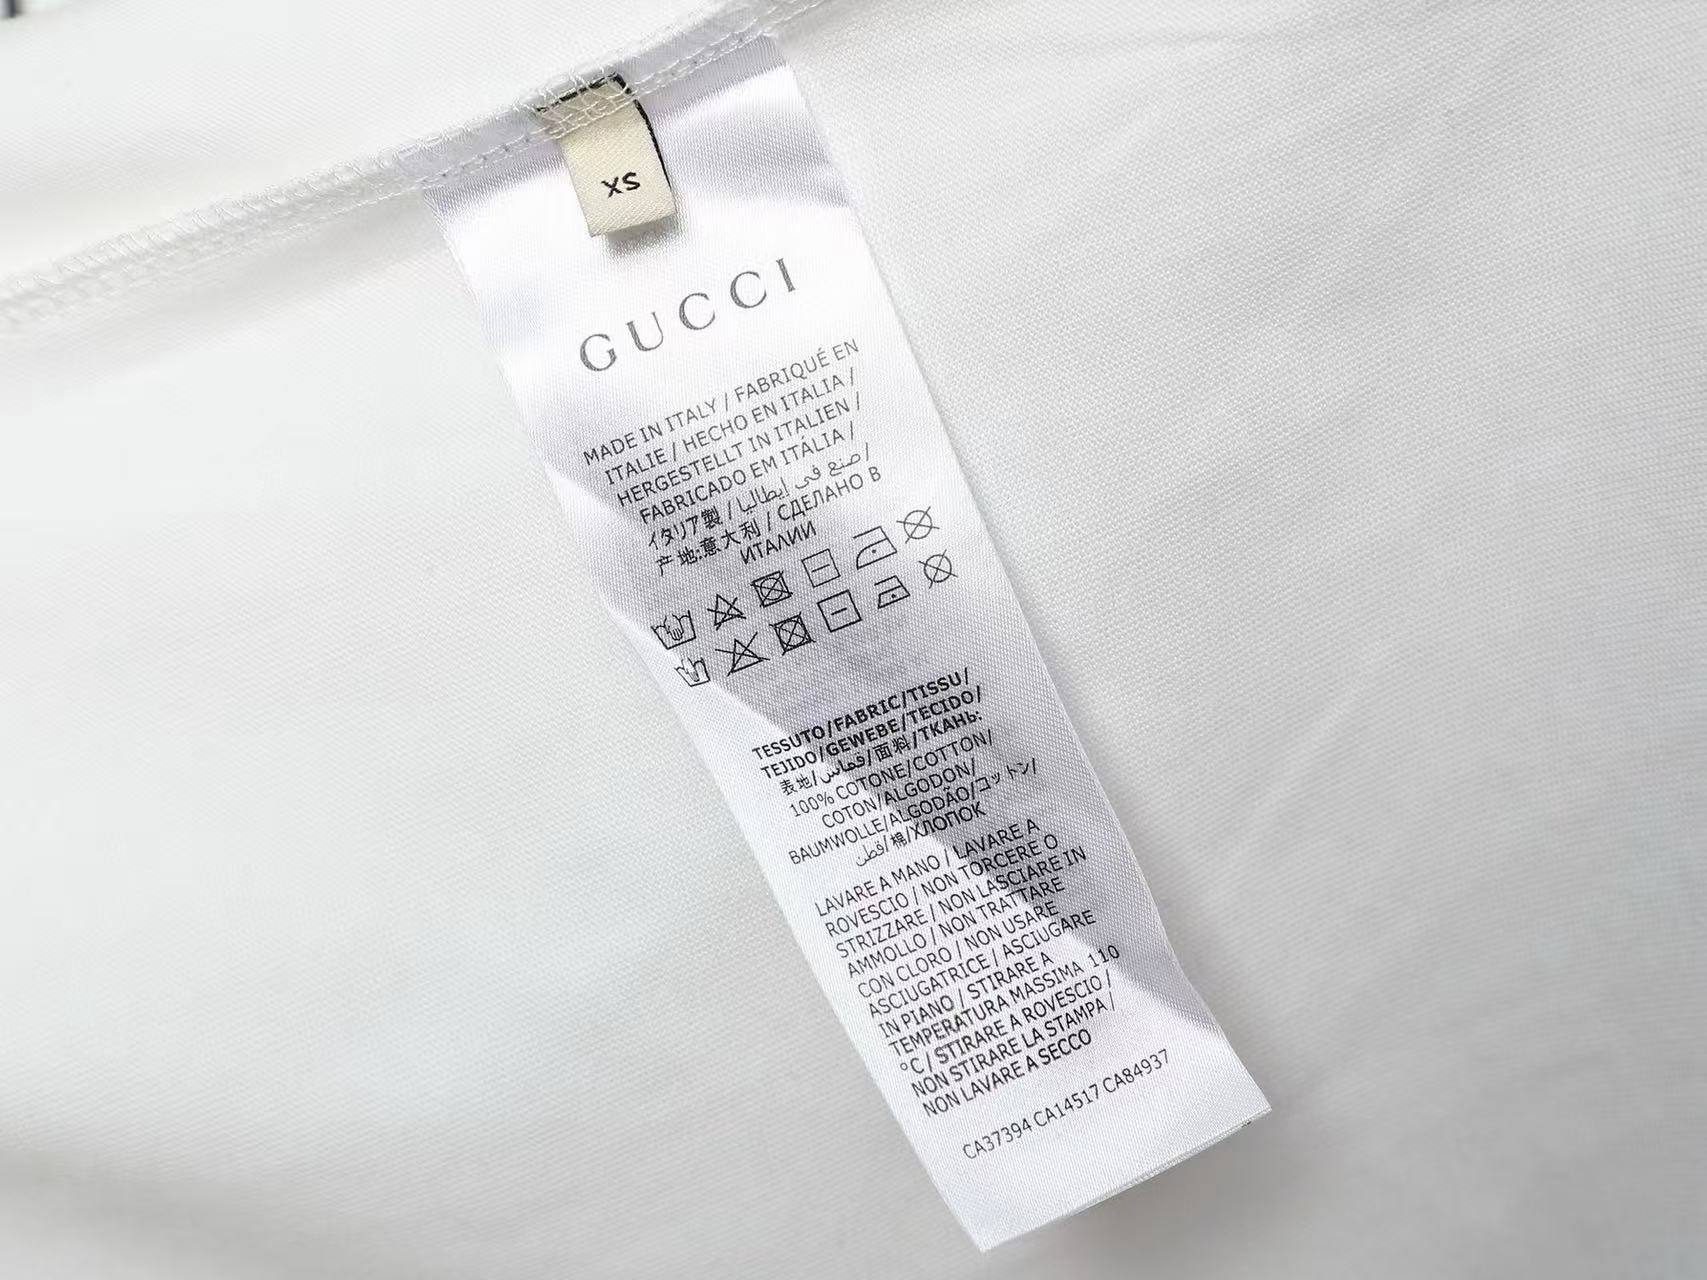 XS
GUCCI
MADE IN ITALY / FABRIQUÉ EN
ITALIE / HECHO EN ITALIA /
HERGESTELLT IN ITALIEN /
FABRICADO EM ITÁLIA /
صنع في إيطاليا /
イタリア製 / СДЕЛАНО В
产地:意大利 / ИТАЛИИ
TESSUTO/FABRIC/TISSU/
TEJIDO/GEWEBE/TECIDO/
表地/قماش/面料/ТКАНЬ:
100% COTONE/COTTON/
COTON/ALGODON/
BAUMWOLLE/ALGODÃO/コットン/
قطن/棉/ХЛОПОК
LAVARE A MANO / LAVARE A
ROVESCIO / NON TORCERE O
STRIZZARE / NON LASCIARE IN
AMMOLLO / NON TRATTARE
CON CLORO / NON USARE
ASCIUGATRICE / ASCIUGARE
IN PIANO / STIRARE A
TEMPERATURA MASSIMA 110
°C / STIRARE A ROVESCIO /
NON STIRARE LA STAMPA /
NON LAVARE A SECCO
CA37394 CA14517 CA84937